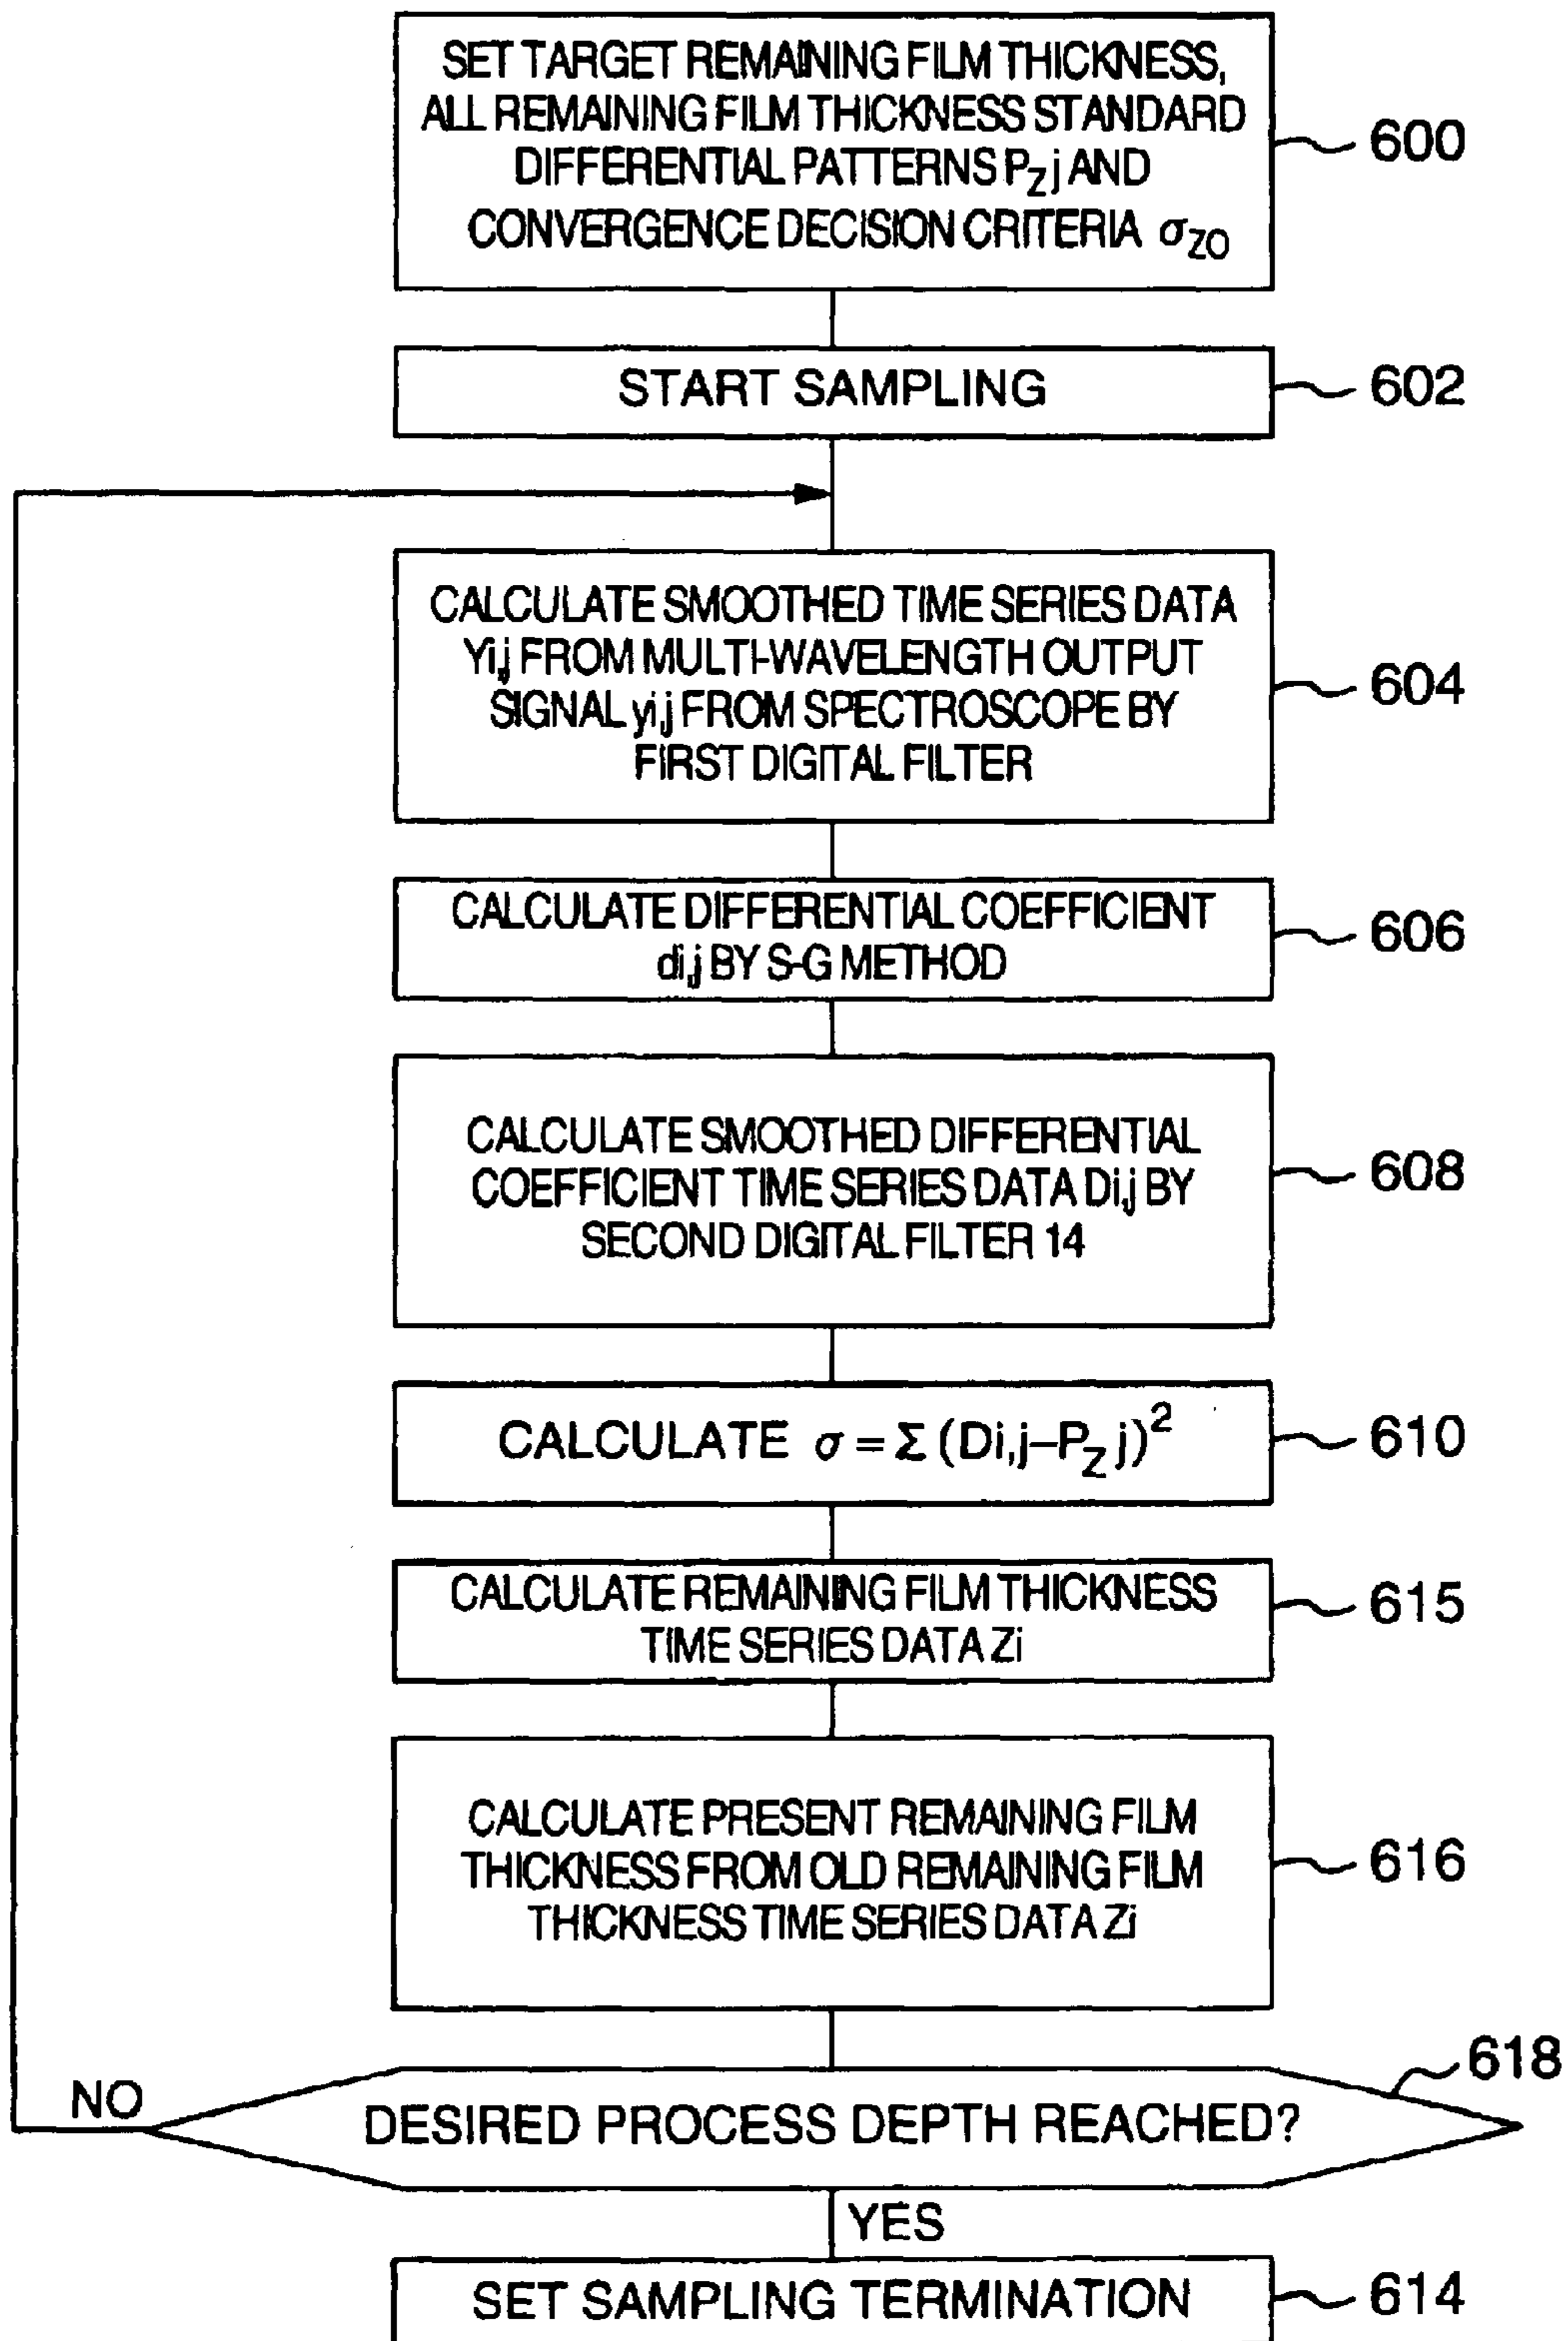 SET TARGET REMAINING FILM THICKNESS,
ALL REMAINING FILM THICKNESS STANDARD
DIFFERENTIAL PATTERNS PZj AND
CONVERGENCE DECISION CRITERIA σZ0
600
START SAMPLING
602
CALCULATE SMOOTHED TIME SERIES DATA
Yi,j FROM MULTI-WAVELENGTH OUTPUT
SIGNAL yi,j FROM SPECTROSCOPE BY
FIRST DIGITAL FILTER
604
CALCULATE DIFFERENTIAL COEFFICIENT
di,j BY S-G METHOD
606
CALCULATE SMOOTHED DIFFERENTIAL
COEFFICIENT TIME SERIES DATA Di,j BY
SECOND DIGITAL FILTER 14
608
CALCULATE σ = Σ (Di,j–PZ j)²
610
CALCULATE REMAINING FILM THICKNESS
TIME SERIES DATA Zi
615
CALCULATE PRESENT REMAINING FILM
THICKNESS FROM OLD REMAINING FILM
THICKNESS TIME SERIES DATA Zi
616
618
NO
DESIRED PROCESS DEPTH REACHED?
YES
SET SAMPLING TERMINATION
614